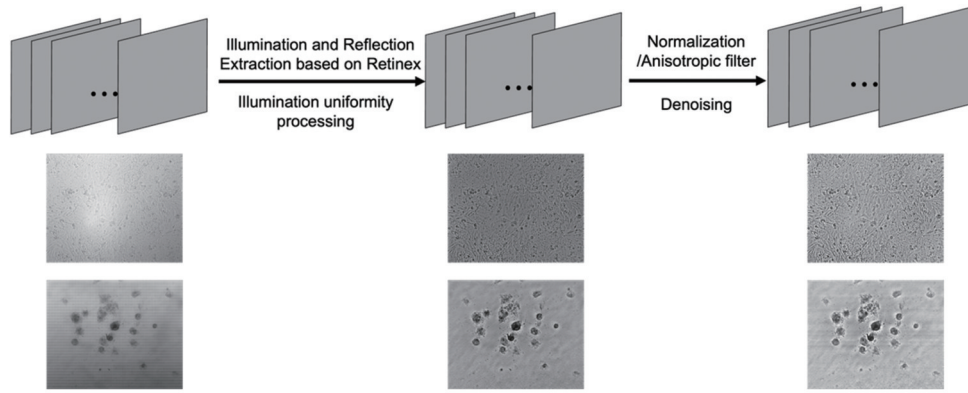 Illumination and Reflection
Extraction based on Retinex
Illumination uniformity
processing
Normalization
/Anisotropic filter
Denoising